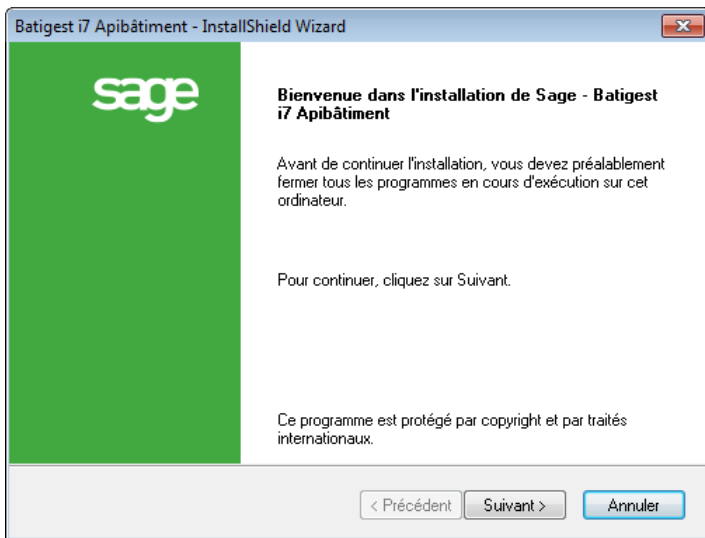 Batigest i7 Apibâtiment - InstallShield Wizard
sage
Bienvenue dans l'installation de Sage - Batigest
i7 Apibâtiment
Avant de continuer l'installation, vous devez préalablement
fermer tous les programmes en cours d'exécution sur cet
ordinateur.
Pour continuer, cliquez sur Suivant.
Ce programme est protégé par copyright et par traités
internationaux.
< Précédent
Suivant >
Annuler